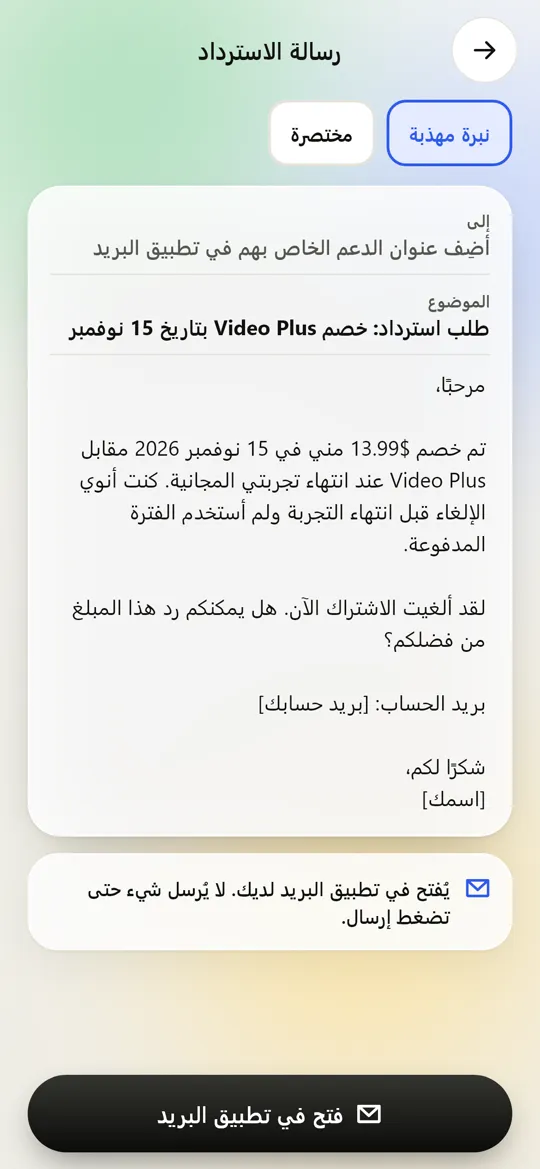 رسالة الاسترداد
نبرة مهذبة
مختصرة
إلى
أضِف عنوان الدعم الخاص بهم في تطبيق البريد
الموضوع
طلب استرداد: خصم Video Plus بتاريخ 15 نوفمبر
مرحبًا،
تم خصم $13.99 مني في 15 نوفمبر 2026 مقابل
Video Plus عند انتهاء تجربتي المجانية. كنت أنوي
الإلغاء قبل انتهاء التجربة ولم أستخدم الفترة
المدفوعة.
لقد ألغيت الاشتراك الآن. هل يمكنكم رد هذا المبلغ
من فضلكم؟
بريد الحساب: [بريد حسابك]
شكرًا لكم،
[اسمك]
يُفتح في تطبيق البريد لديك. لا يُرسل شيء حتى
تضغط إرسال.
فتح في تطبيق البريد